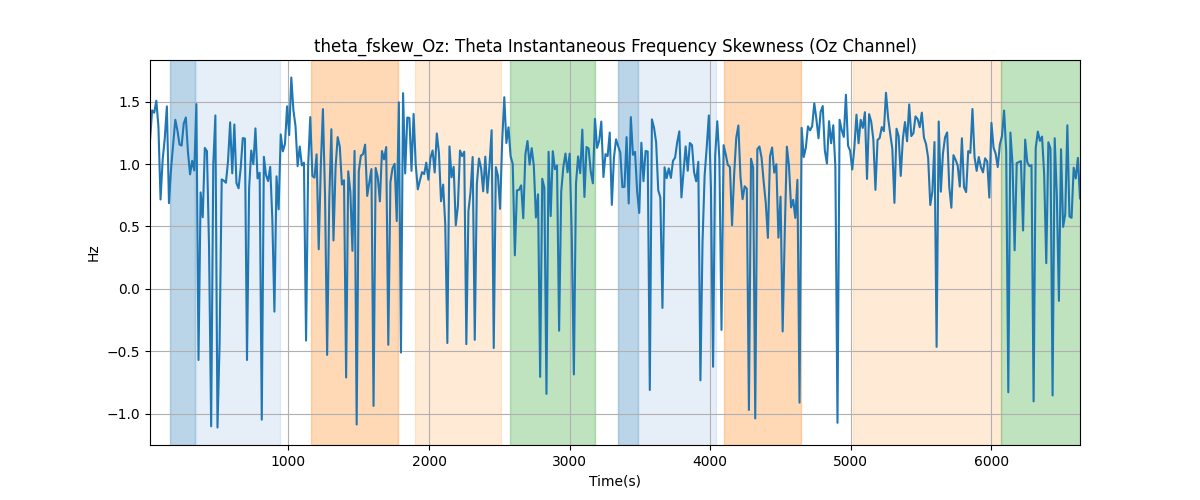 theta_fskew_Oz: Theta Instantaneous Frequency Skewness (Oz Channel)
1.5
1.0
0.5
0.0
−0.5
−1.0
Hz
1000 2000 3000 4000 5000 6000
Time(s)